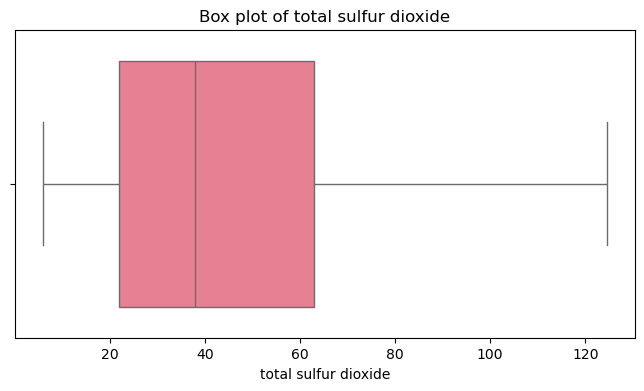 Box plot of total sulfur dioxide
20 40 60 80 100 120
total sulfur dioxide